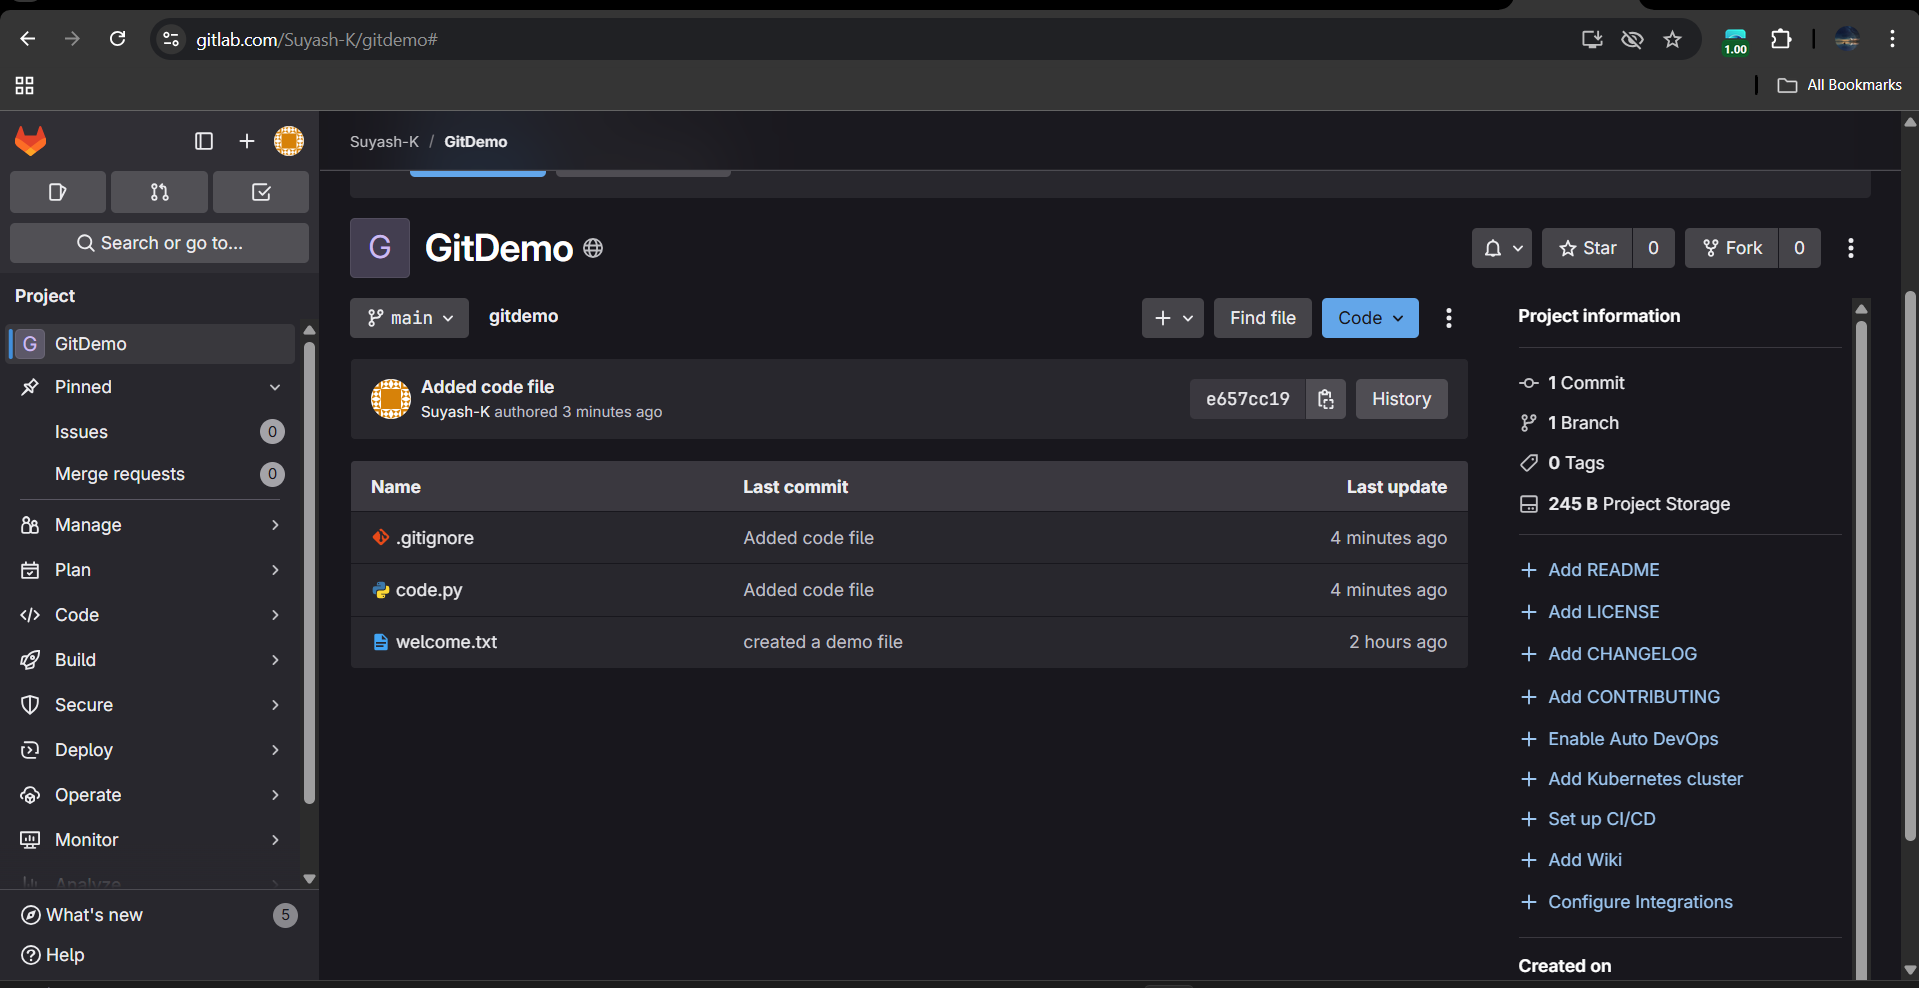 gitlab.com/Suyash-K/gitdemo#
1.00
All Bookmarks
Suyash-K / GitDemo
Search or go to...
Project
G GitDemo
Pinned
Issues 0
Merge requests 0
Manage
Plan
Code
Build
Secure
Deploy
Operate
Monitor
Analyze
What's new 5
Help
G GitDemo
Star 0
Fork 0
main
gitdemo
Find file
Code
Added code file
Suyash-K authored 3 minutes ago
e657cc19
History
Name Last commit Last update
.gitignore Added code file 4 minutes ago
code.py Added code file 4 minutes ago
welcome.txt created a demo file 2 hours ago
Project information
1 Commit
1 Branch
0 Tags
245 B Project Storage
Add README
Add LICENSE
Add CHANGELOG
Add CONTRIBUTING
Enable Auto DevOps
Add Kubernetes cluster
Set up CI/CD
Add Wiki
Configure Integrations
Created on